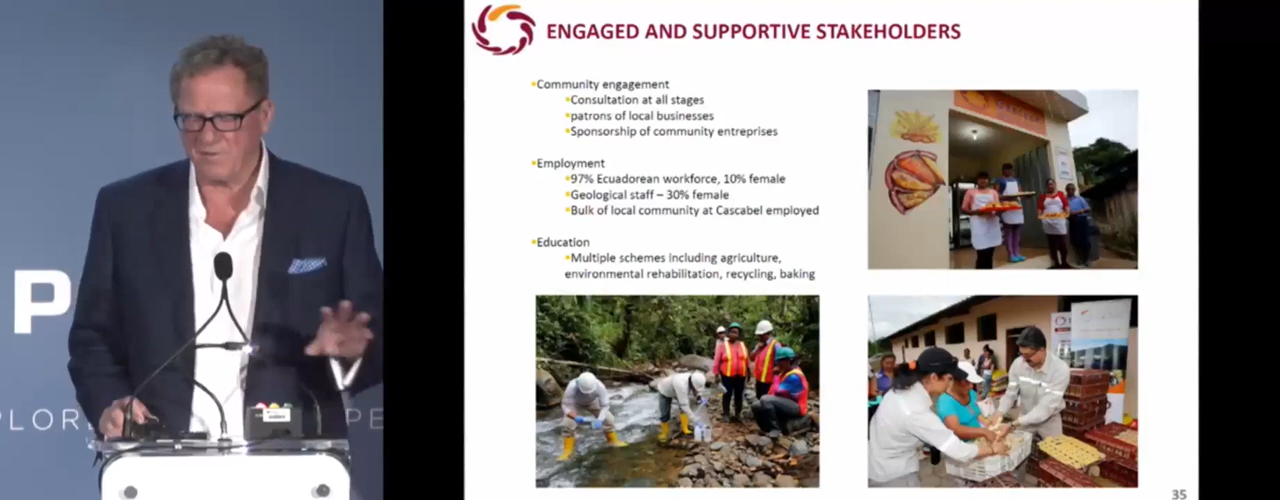 P
PLOR
PE
ENGAGED AND SUPPORTIVE STAKEHOLDERS
•Community engagement
•Consultation at all stages
•patrons of local businesses
•Sponsorship of community entreprises
•Employment
•97% Ecuadorean workforce, 10% female
•Geological staff – 30% female
•Bulk of local community at Cascabel employed
•Education
•Multiple schemes including agriculture,
environmental rehabilitation, recycling, baking
35